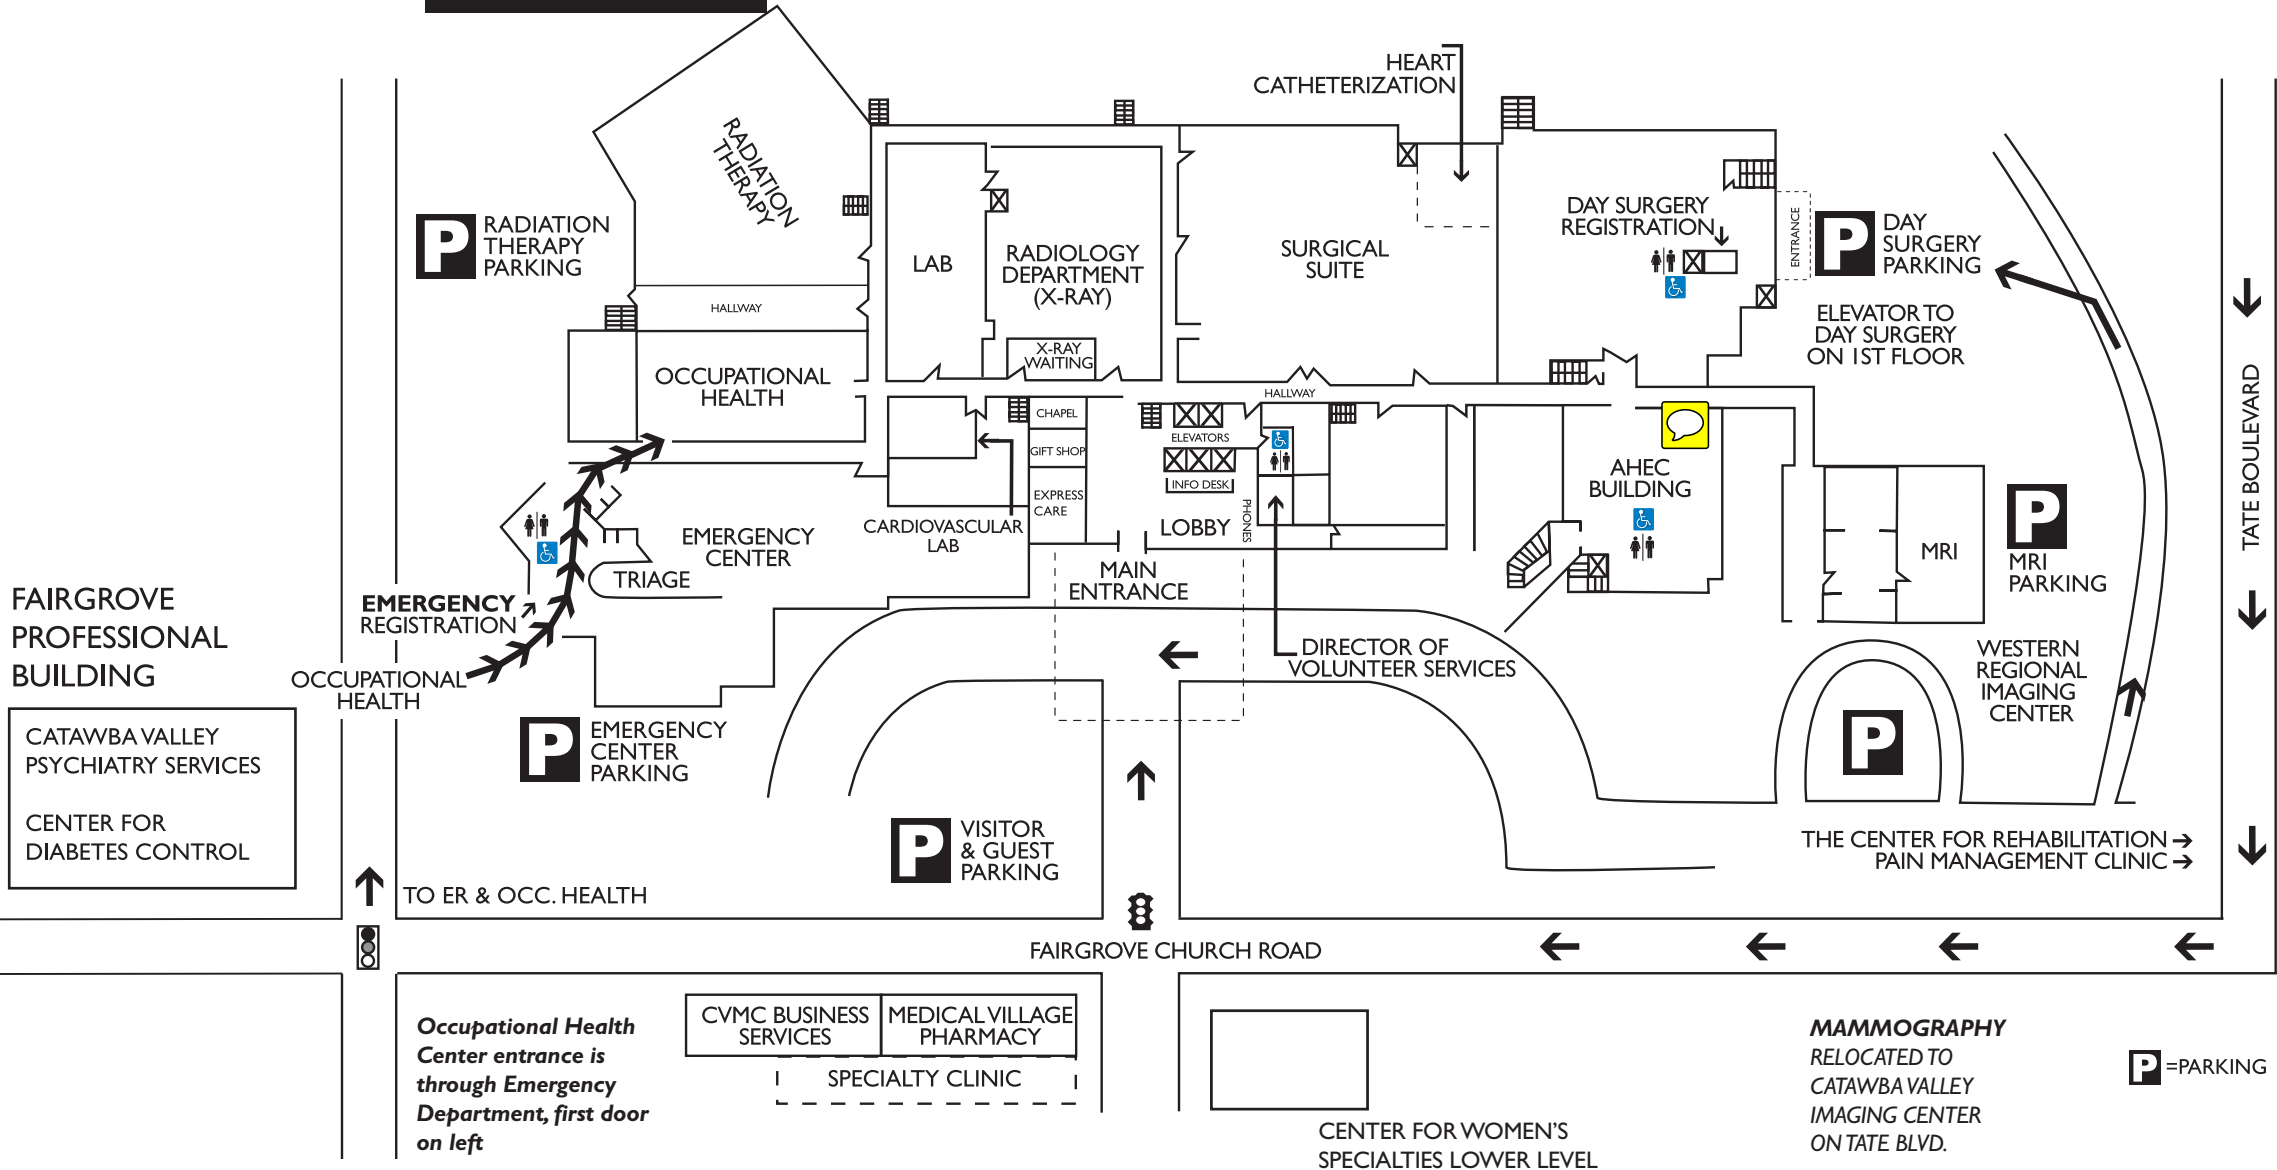 HEART
CATHETERIZATION
RADIATION
THERAPY
P
RADIATION
THERAPY
PARKING
LAB
RADIOLOGY
DEPARTMENT
(X-RAY)
SURGICAL
SUITE
DAY SURGERY
REGISTRATION
ENTRANCE
P
DAY
SURGERY
PARKING
ELEVATOR TO
DAY SURGERY
ON 1ST FLOOR
HALLWAY
X-RAY
WAITING
OCCUPATIONAL
HEALTH
HALLWAY
CHAPEL
GIFT SHOP
EXPRESS
CARE
ELEVATORS
INFO DESK
PHONES
LOBBY
AHEC
BUILDING
TATE BOULEVARD
CARDIOVASCULAR
LAB
EMERGENCY
CENTER
TRIAGE
MAIN
ENTRANCE
MRI
P
MRI
PARKING
FAIRGROVE
PROFESSIONAL
BUILDING
EMERGENCY
REGISTRATION
OCCUPATIONAL
HEALTH
DIRECTOR OF
VOLUNTEER SERVICES
WESTERN
REGIONAL
IMAGING
CENTER
P
CATAWBA VALLEY
PSYCHIATRY SERVICES
CENTER FOR
DIABETES CONTROL
P
EMERGENCY
CENTER
PARKING
P
VISITOR
& GUEST
PARKING
THE CENTER FOR REHABILITATION
PAIN MANAGEMENT CLINIC
TO ER & OCC. HEALTH
FAIRGROVE CHURCH ROAD
Occupational Health
Center entrance is
through Emergency
Department, first door
on left
CVMC BUSINESS
SERVICES
MEDICAL VILLAGE
PHARMACY
SPECIALTY CLINIC
CENTER FOR WOMEN'S
SPECIALTIES LOWER LEVEL
MAMMOGRAPHY
RELOCATED TO
CATAWBA VALLEY
IMAGING CENTER
ON TATE BLVD.
P =PARKING